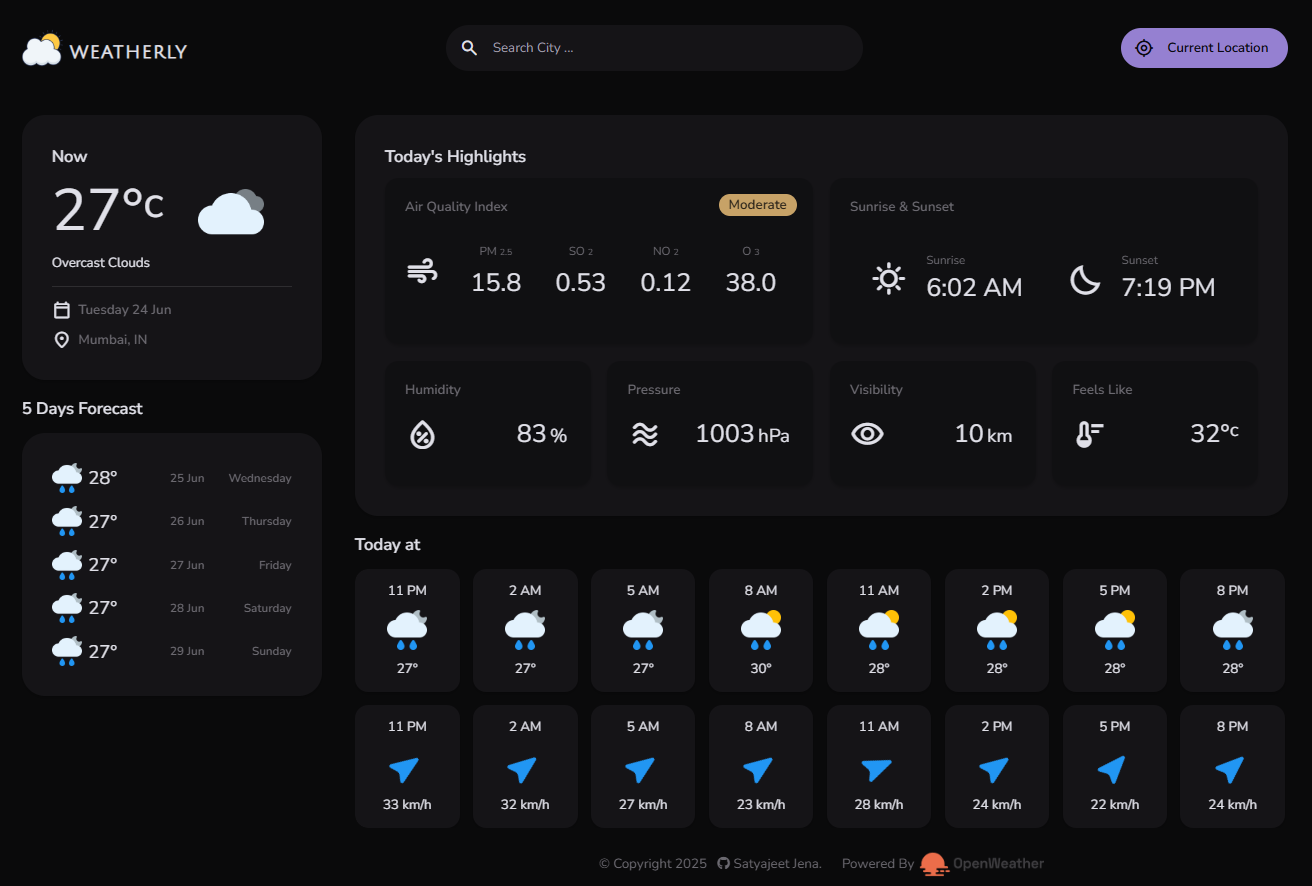 WEATHERLY
Search City ...
Current Location
Now
27°C
Overcast Clouds
Tuesday 24 Jun
Mumbai, IN
5 Days Forecast
28° 25 Jun Wednesday
27° 26 Jun Thursday
27° 27 Jun Friday
27° 28 Jun Saturday
27° 29 Jun Sunday
Today's Highlights
Air Quality Index
Moderate
PM 2.5 SO 2 NO 2 O 3
15.8 0.53 0.12 38.0
Sunrise & Sunset
Sunrise
6:02 AM
Sunset
7:19 PM
Humidity
83 %
Pressure
1003 hPa
Visibility
10 km
Feels Like
32°C
Today at
11 PM 2 AM 5 AM 8 AM 11 AM 2 PM 5 PM 8 PM
27° 27° 27° 30° 28° 28° 28° 28°
11 PM 2 AM 5 AM 8 AM 11 AM 2 PM 5 PM 8 PM
33 km/h 32 km/h 27 km/h 23 km/h 28 km/h 24 km/h 22 km/h 24 km/h
© Copyright 2025 Satyajeet Jena. Powered By OpenWeather